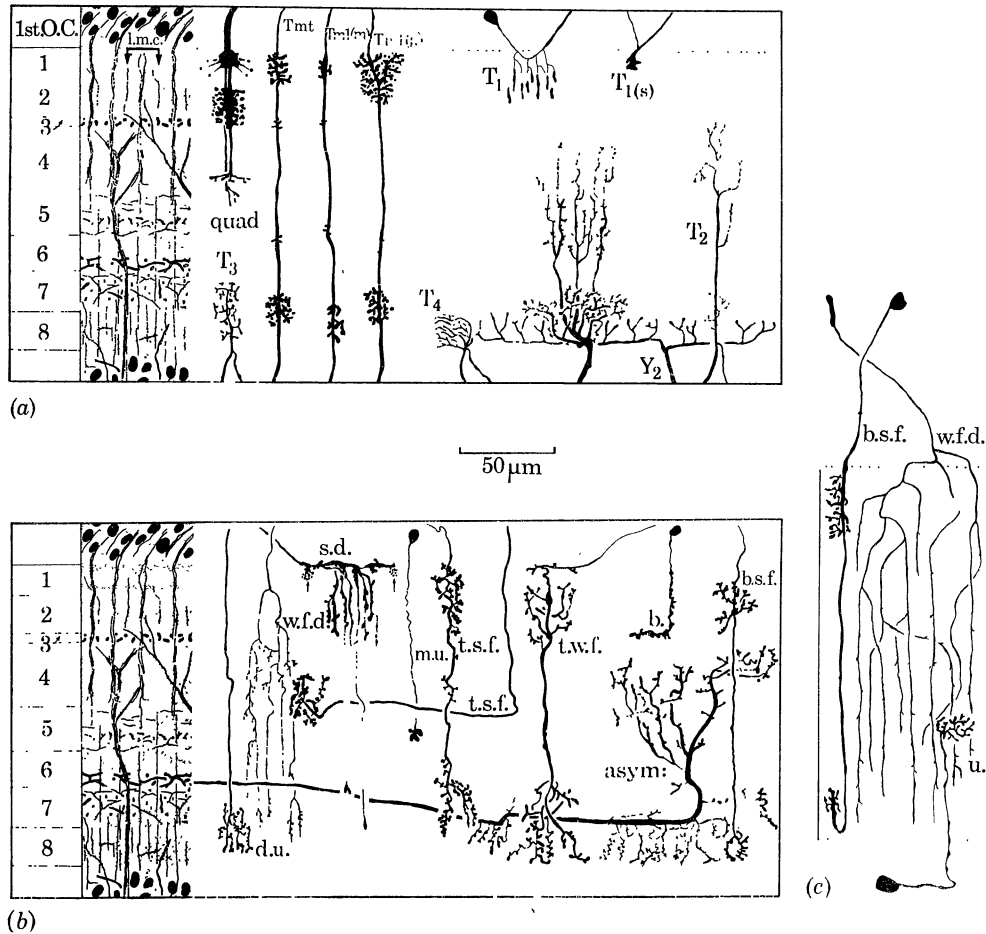 1st.O.C.
l.m.c.
Tmt
T₁
T₁(s)
1
2
3
4
5
6
7
8
quad
T₃
T₄
T₂
Y₂
(a)
50 μm
b.s.f.
w.f.d.
u.
(c)
1
2
3
4
5
6
7
8
s.d.
w.f.d.
m.u.
t.s.f.
t.s.f.
t.w.f.
b.
b.s.f.
asym:
d.u.
(b)